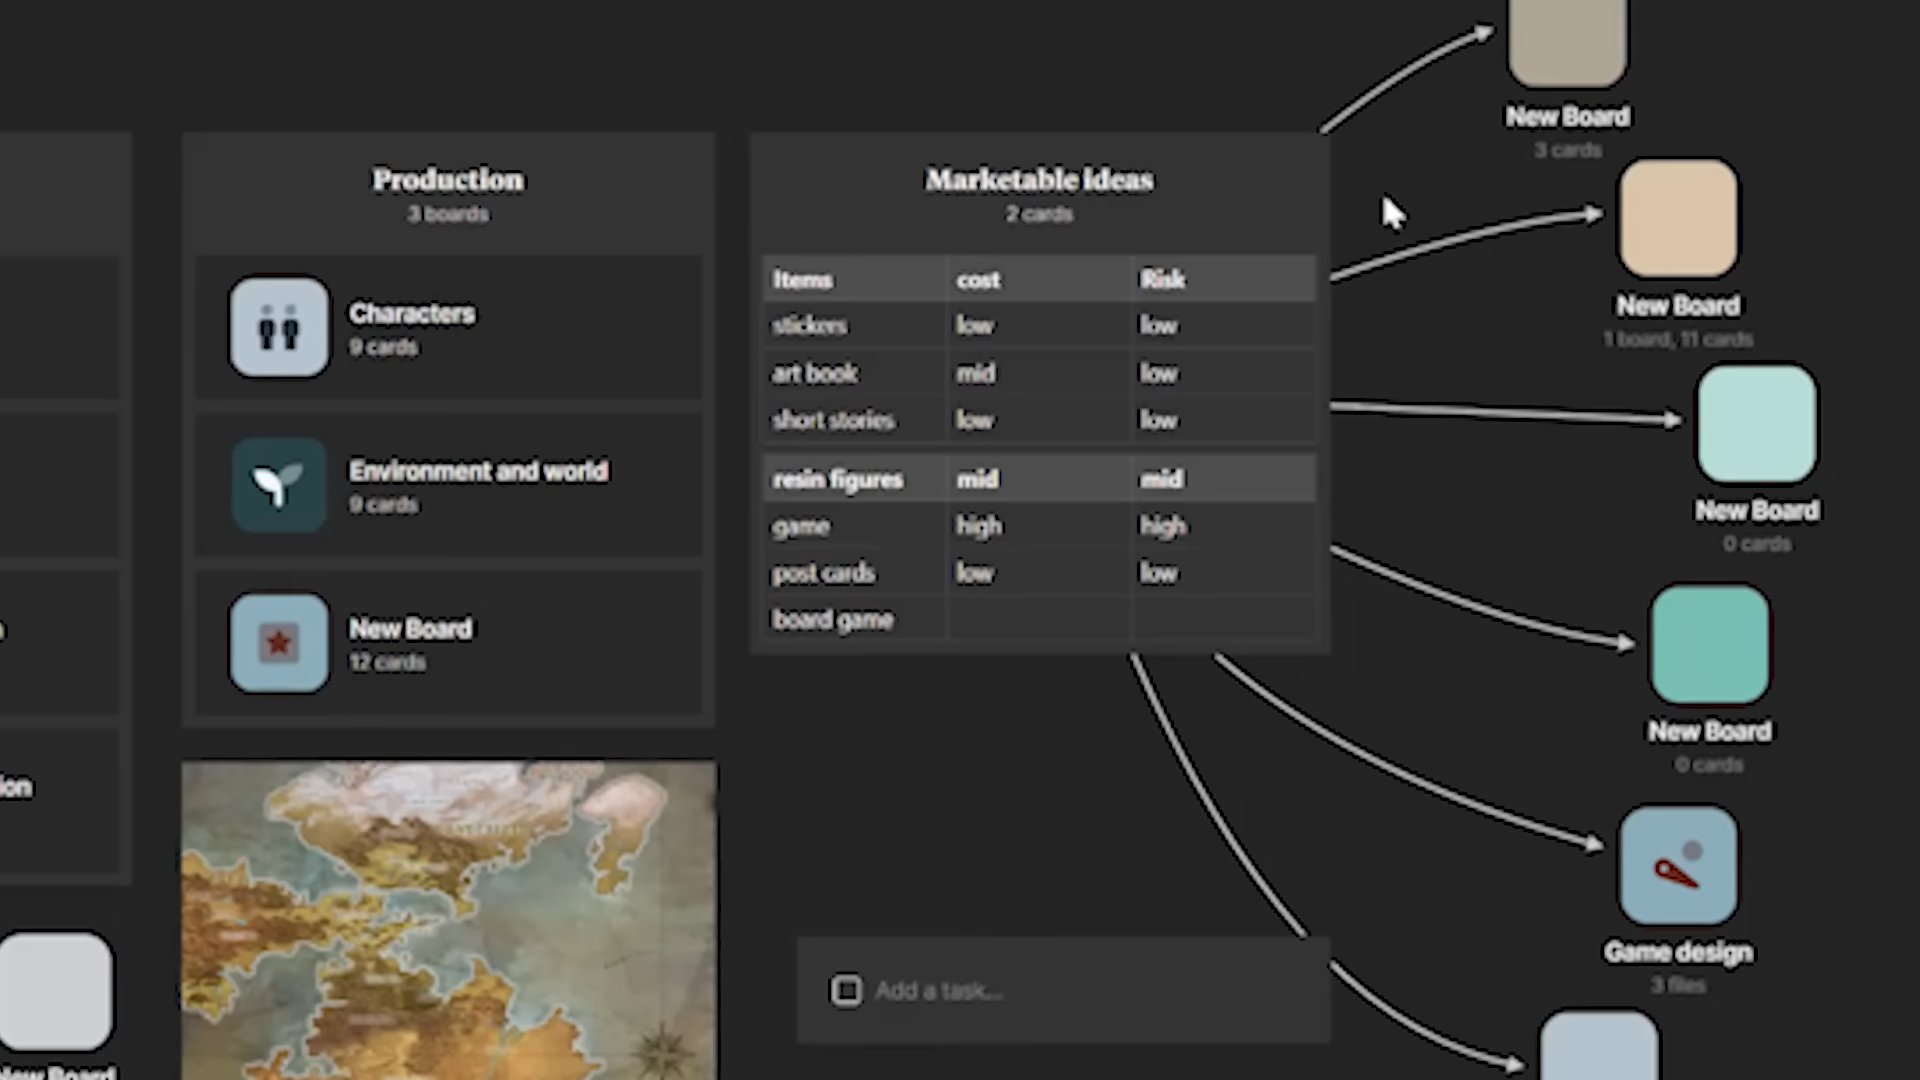 Production
3 boards
Characters
9 cards
Environment and world
9 cards
New Board
12 cards
Marketable ideas
2 cards
Items cost Risk
stickers low low
art book mid low
short stories low low
resin figures mid mid
game high high
post cards low low
board game
Add a task...
New Board
3 cards
New Board
1 board, 11 cards
New Board
0 cards
New Board
0 cards
Game design
3 files
ion
New Board